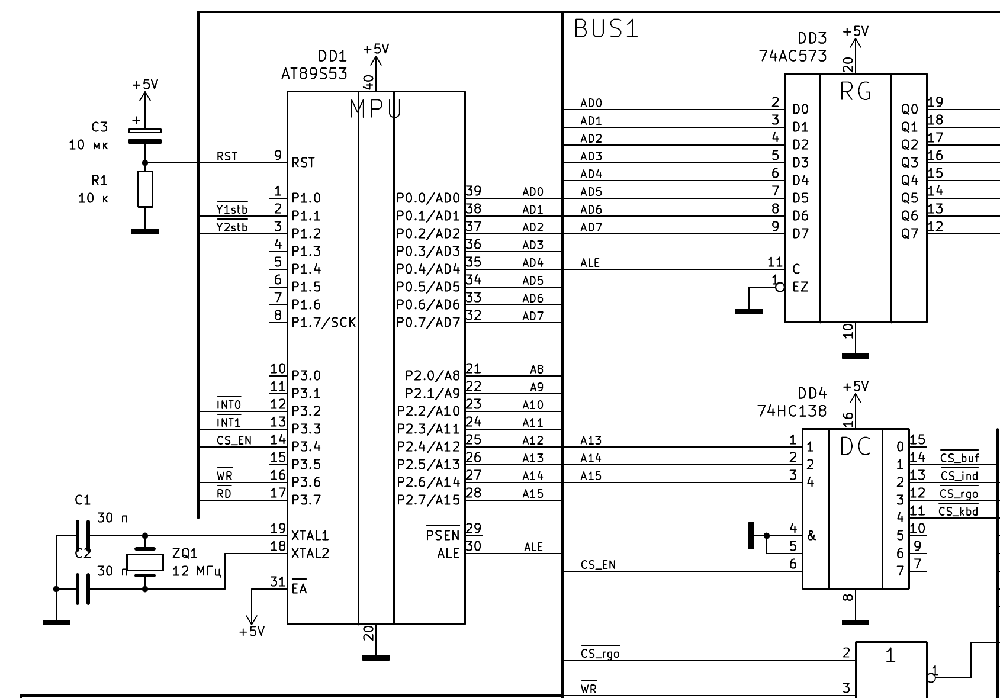 BUS1
+5V
C3
10 мк
R1
10 к
DD1
AT89S53
+5V
40
MPU
RST
9
RST
1
P1.0
Y1stb
2
P1.1
Y2stb
3
P1.2
4
P1.3
5
P1.4
6
P1.5
7
P1.6
8
P1.7/SCK
10
P3.0
11
P3.1
INT0
12
P3.2
INT1
13
P3.3
CS_EN
14
P3.4
15
P3.5
WR
16
P3.6
RD
17
P3.7
19
XTAL1
18
XTAL2
31
EA
+5V
20
C1
30 п
C2
30 п
ZQ1
12 МГц
P0.0/AD0
39
AD0
P0.1/AD1
38
AD1
P0.2/AD2
37
AD2
P0.3/AD3
36
AD3
P0.4/AD4
35
AD4
P0.5/AD5
34
AD5
P0.6/AD6
33
AD6
P0.7/AD7
32
AD7
P2.0/A8
21
A8
P2.1/A9
22
A9
P2.2/A10
23
A10
P2.3/A11
24
A11
P2.4/A12
25
A12
P2.5/A13
26
A13
P2.6/A14
27
A14
P2.7/A15
28
A15
PSEN
29
ALE
30
ALE
DD3
74AC573
+5V
20
RG
AD0
2
D0
Q0
19
AD1
3
D1
Q1
18
AD2
4
D2
Q2
17
AD3
5
D3
Q3
16
AD4
6
D4
Q4
15
AD5
7
D5
Q5
14
AD6
8
D6
Q6
13
AD7
9
D7
Q7
12
ALE
11
C
1
EZ
10
DD4
74HC138
+5V
16
DC
A13
1
1
0
15
A14
2
2
1
14
CS_buf
A15
3
4
2
13
CS_ind
3
12
CS_rgo
4
11
CS_kbd
4
&
5
10
5
6
9
CS_EN
6
7
7
8
CS_rgo
2
1
1
WR
3